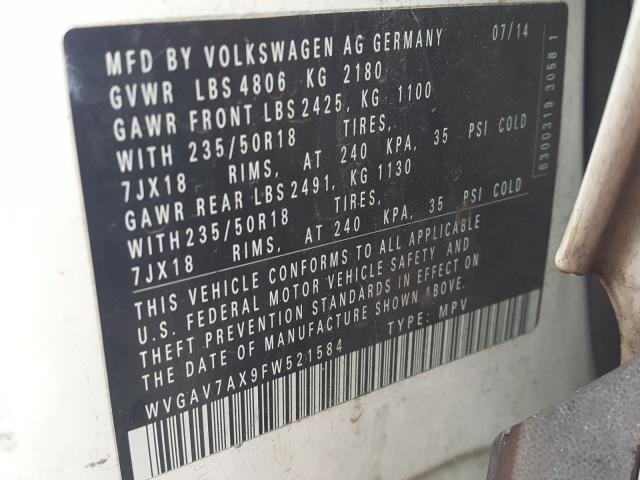 MFD BY VOLKSWAGEN AG GERMANY 07/14
GVWR LBS 4806 KG 2180
GAWR FRONT LBS 2425, KG 1100
WITH 235/50R18 TIRES,
7JX18 RIMS, AT 240 KPA, 35 PSI COLD
GAWR REAR LBS 2491, KG 1130
WITH 235/50R18 TIRES,
7JX18 RIMS, AT 240 KPA, 35 PSI COLD
THIS VEHICLE CONFORMS TO ALL APPLICABLE
U.S. FEDERAL MOTOR VEHICLE SAFETY AND
THEFT PREVENTION STANDARDS IN EFFECT ON
THE DATE OF MANUFACTURE SHOWN ABOVE.
WVGAV7AX9FW521584 TYPE: MPV
6300319 3058 1